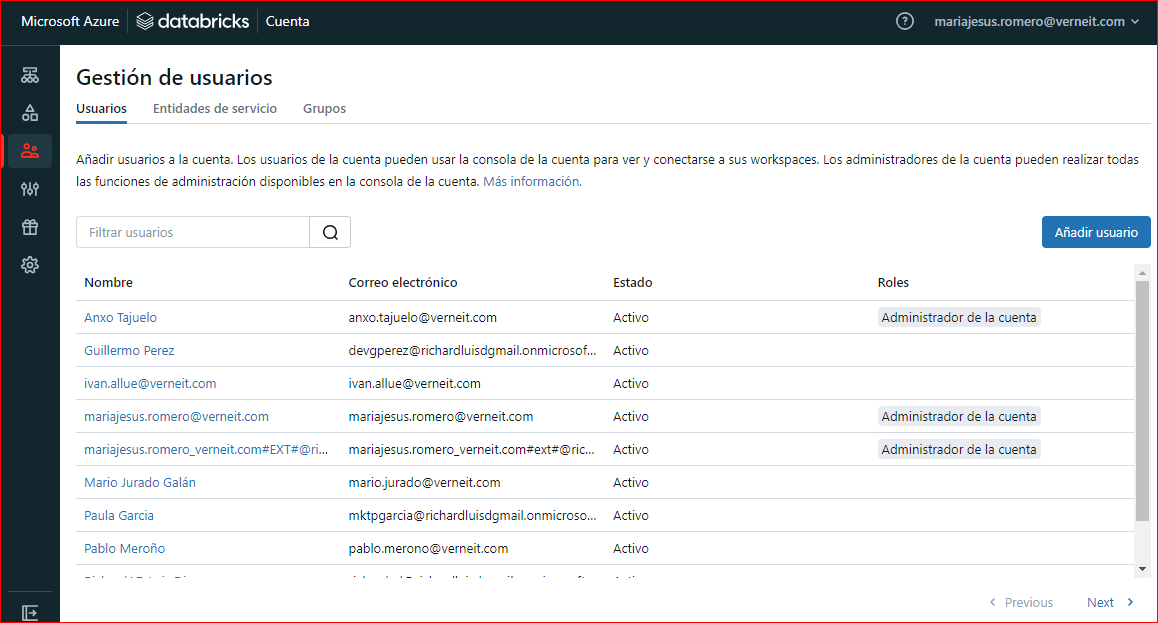 Microsoft Azure databricks Cuenta mariajesus.romero@verneit.com
Gestión de usuarios
Usuarios Entidades de servicio Grupos
Añadir usuarios a la cuenta. Los usuarios de la cuenta pueden usar la consola de la cuenta para ver y conectarse a sus workspaces. Los administradores de la cuenta pueden realizar todas
las funciones de administración disponibles en la consola de la cuenta. Más información.
Filtrar usuarios Añadir usuario
Nombre Correo electrónico Estado Roles
Anxo Tajuelo anxo.tajuelo@verneit.com Activo Administrador de la cuenta
Guillermo Perez devgperez@richardluisdgmail.onmicrosof... Activo
ivan.allue@verneit.com ivan.allue@verneit.com Activo
mariajesus.romero@verneit.com mariajesus.romero@verneit.com Activo Administrador de la cuenta
mariajesus.romero_verneit.com#EXT#@ri... mariajesus.romero_verneit.com#ext#@ric... Activo Administrador de la cuenta
Mario Jurado Galán mario.jurado@verneit.com Activo
Paula Garcia mktpgarcia@richardluisdgmail.onmicroso... Activo
Pablo Meroño pablo.merono@verneit.com Activo
Previous Next